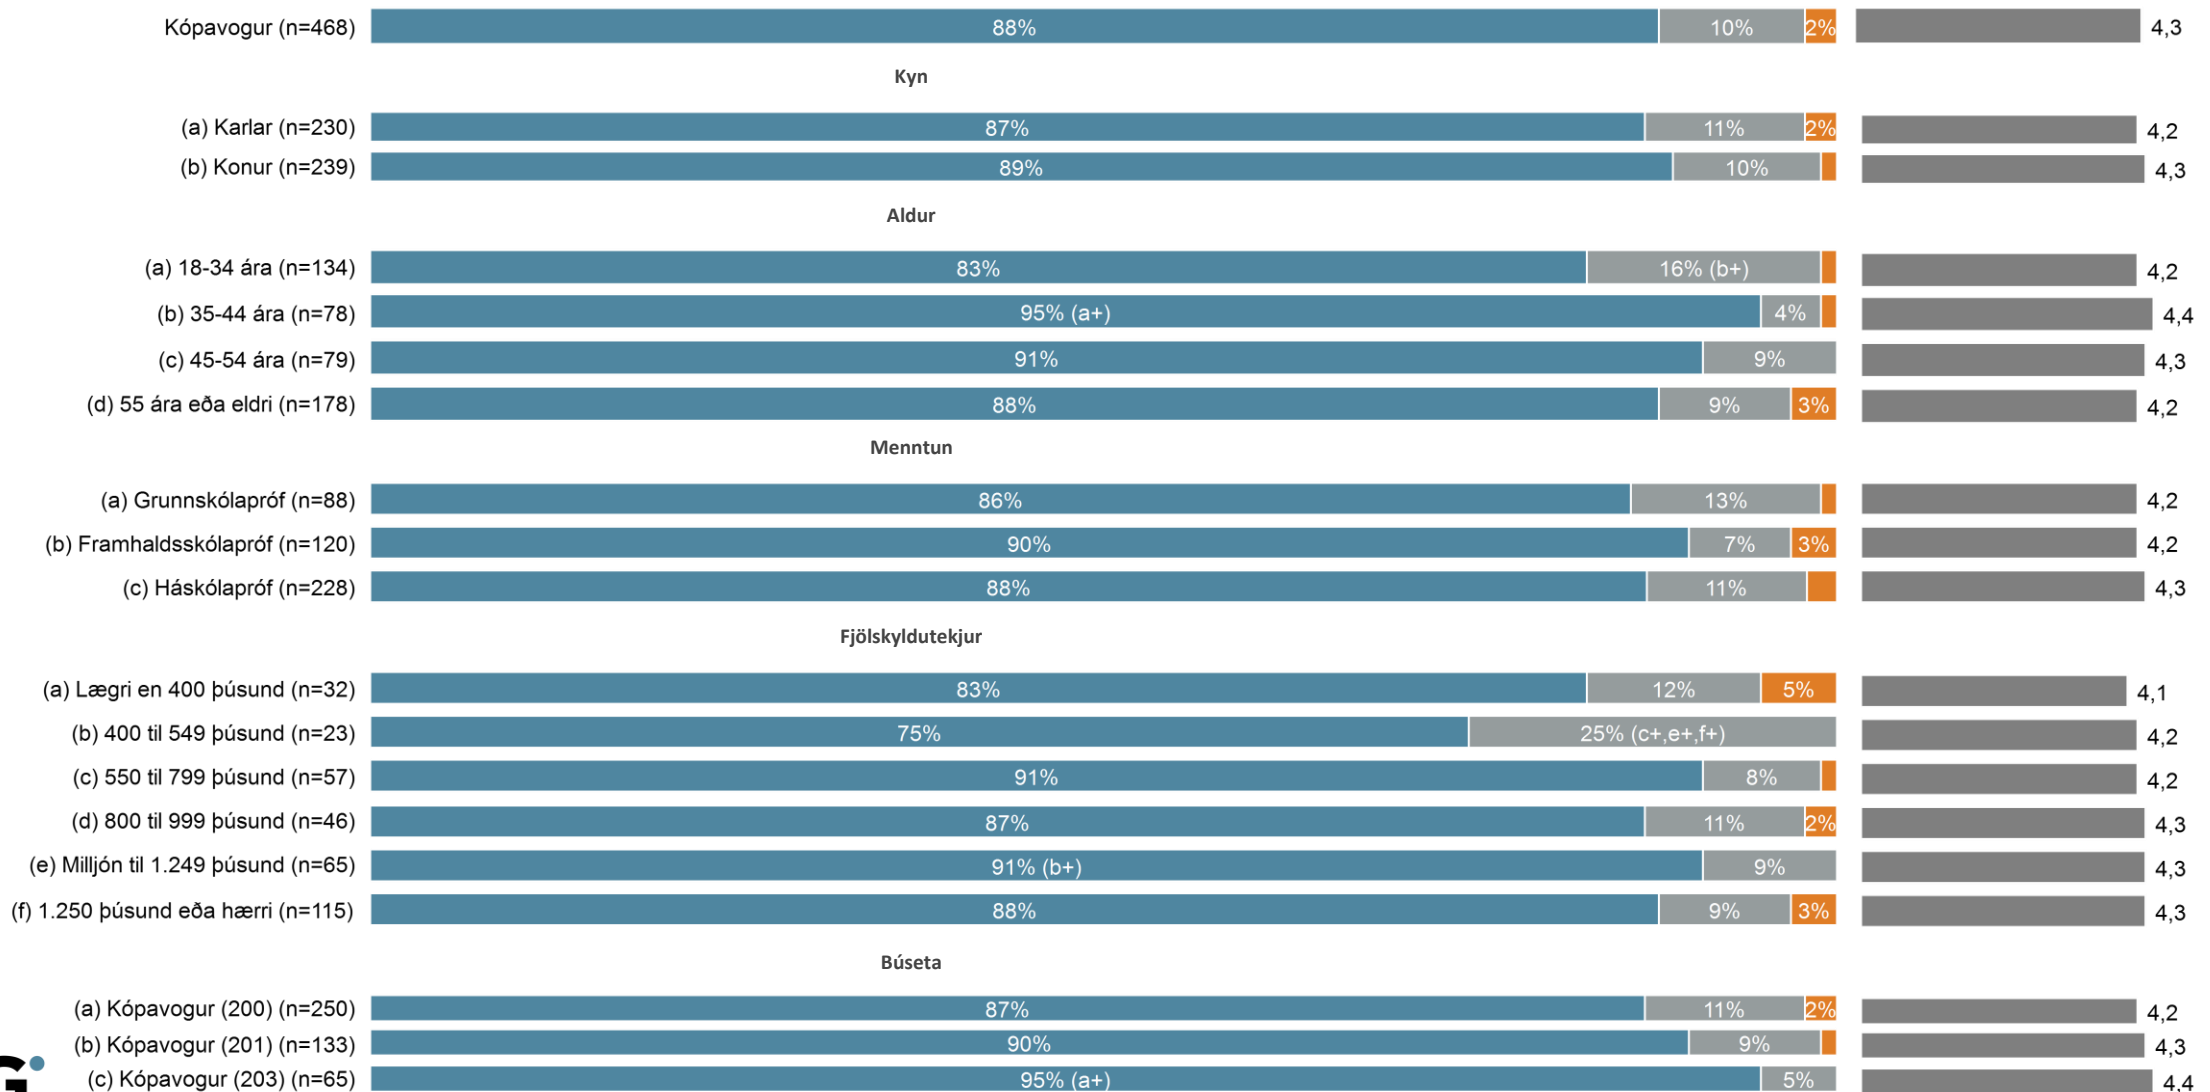 Kópavogur (n=468) 88% 10% 2% 4,3
Kyn
(a) Karlar (n=230) 87% 11% 2% 4,2
(b) Konur (n=239) 89% 10% 4,3
Aldur
(a) 18-34 ára (n=134) 83% 16% (b+) 4,2
(b) 35-44 ára (n=78) 95% (a+) 4% 4,4
(c) 45-54 ára (n=79) 91% 9% 4,3
(d) 55 ára eða eldri (n=178) 88% 9% 3% 4,2
Menntun
(a) Grunnskólapróf (n=88) 86% 13% 4,2
(b) Framhaldsskólapróf (n=120) 90% 7% 3% 4,2
(c) Háskólapróf (n=228) 88% 11% 4,3
Fjölskyldutekjur
(a) Lægri en 400 þúsund (n=32) 83% 12% 5% 4,1
(b) 400 til 549 þúsund (n=23) 75% 25% (c+,e+,f+) 4,2
(c) 550 til 799 þúsund (n=57) 91% 8% 4,2
(d) 800 til 999 þúsund (n=46) 87% 11% 2% 4,3
(e) Milljón til 1.249 þúsund (n=65) 91% (b+) 9% 4,3
(f) 1.250 þúsund eða hærri (n=115) 88% 9% 3% 4,3
Búseta
(a) Kópavogur (200) (n=250) 87% 11% 2% 4,2
(b) Kópavogur (201) (n=133) 90% 9% 4,3
(c) Kópavogur (203) (n=65) 95% (a+) 5% 4,4